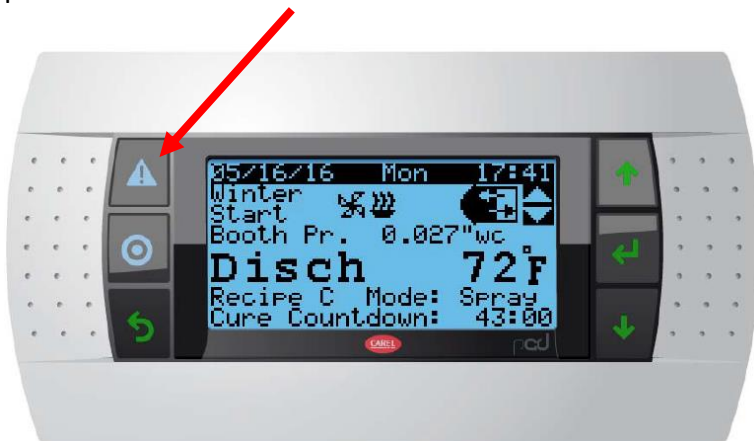 05/16/16 Mon 17:41
Winter
Start
Booth Pr. 0.027"wc
Disch 72°F
Recipe C Mode: Spray
Cure Countdown: 43:00
CAREL pGD